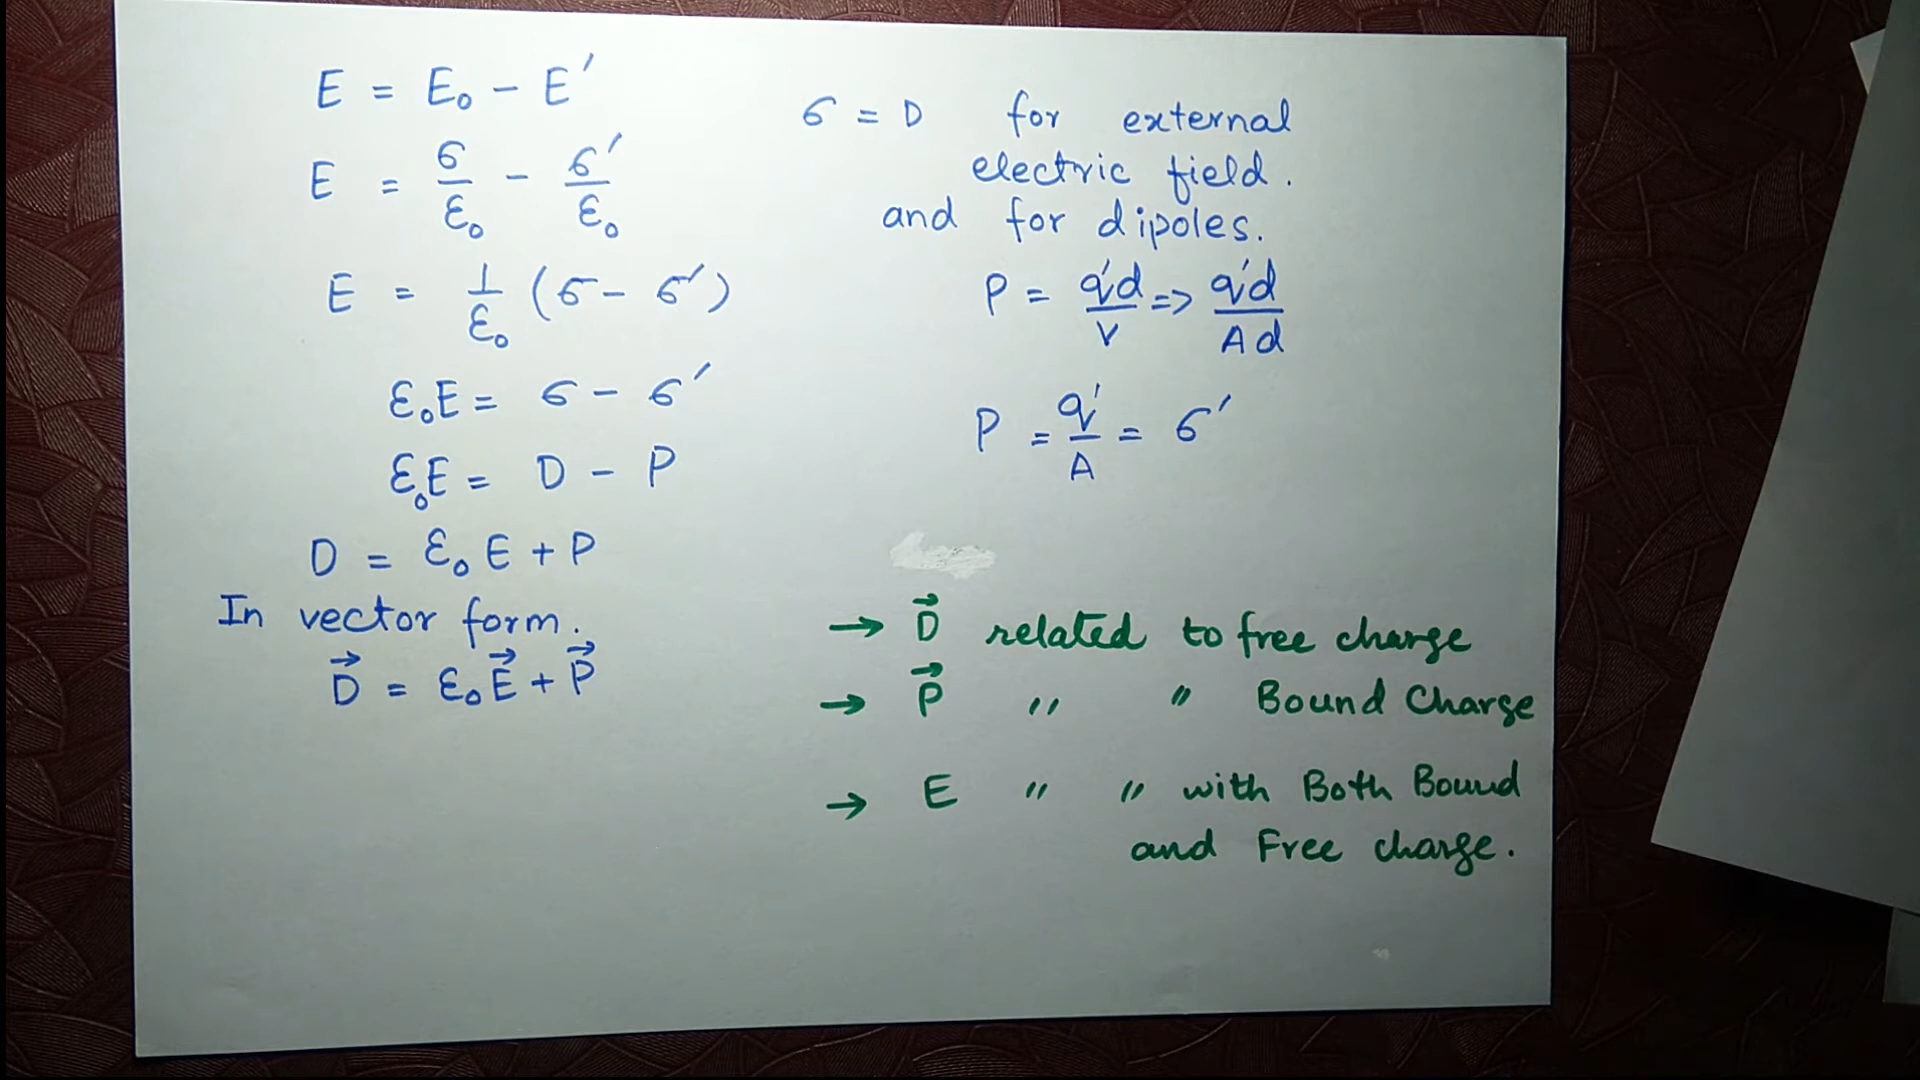 E = E₀ - E′
E = σ/ε₀ - σ′/ε₀
E = 1/ε₀ (σ - σ′)
ε₀E = σ - σ′
ε₀E = D - P
D = ε₀ E + P
In vector form.
D⃗ = ε₀E⃗ + P⃗
σ = D for external
electric field.
and for dipoles.
P = q′d/V => q′d/Ad
P = q′/A = σ′
→ D⃗ related to free charge
→ P⃗ " " Bound Charge
→ E " " with Both Bound
and Free charge.